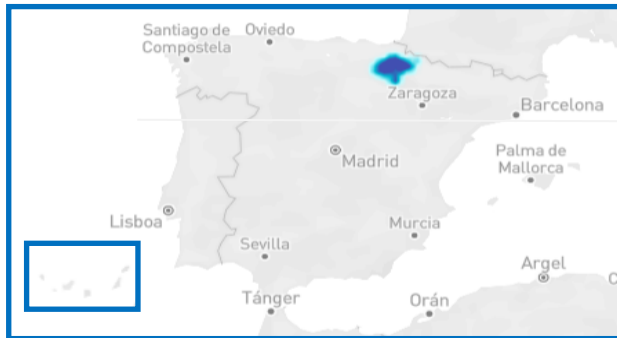 Santiago de
Compostela
Oviedo
Zaragoza
Barcelona
Madrid
Palma de
Mallorca
Lisboa
Murcia
Sevilla
Argel
Tánger
Orán
C